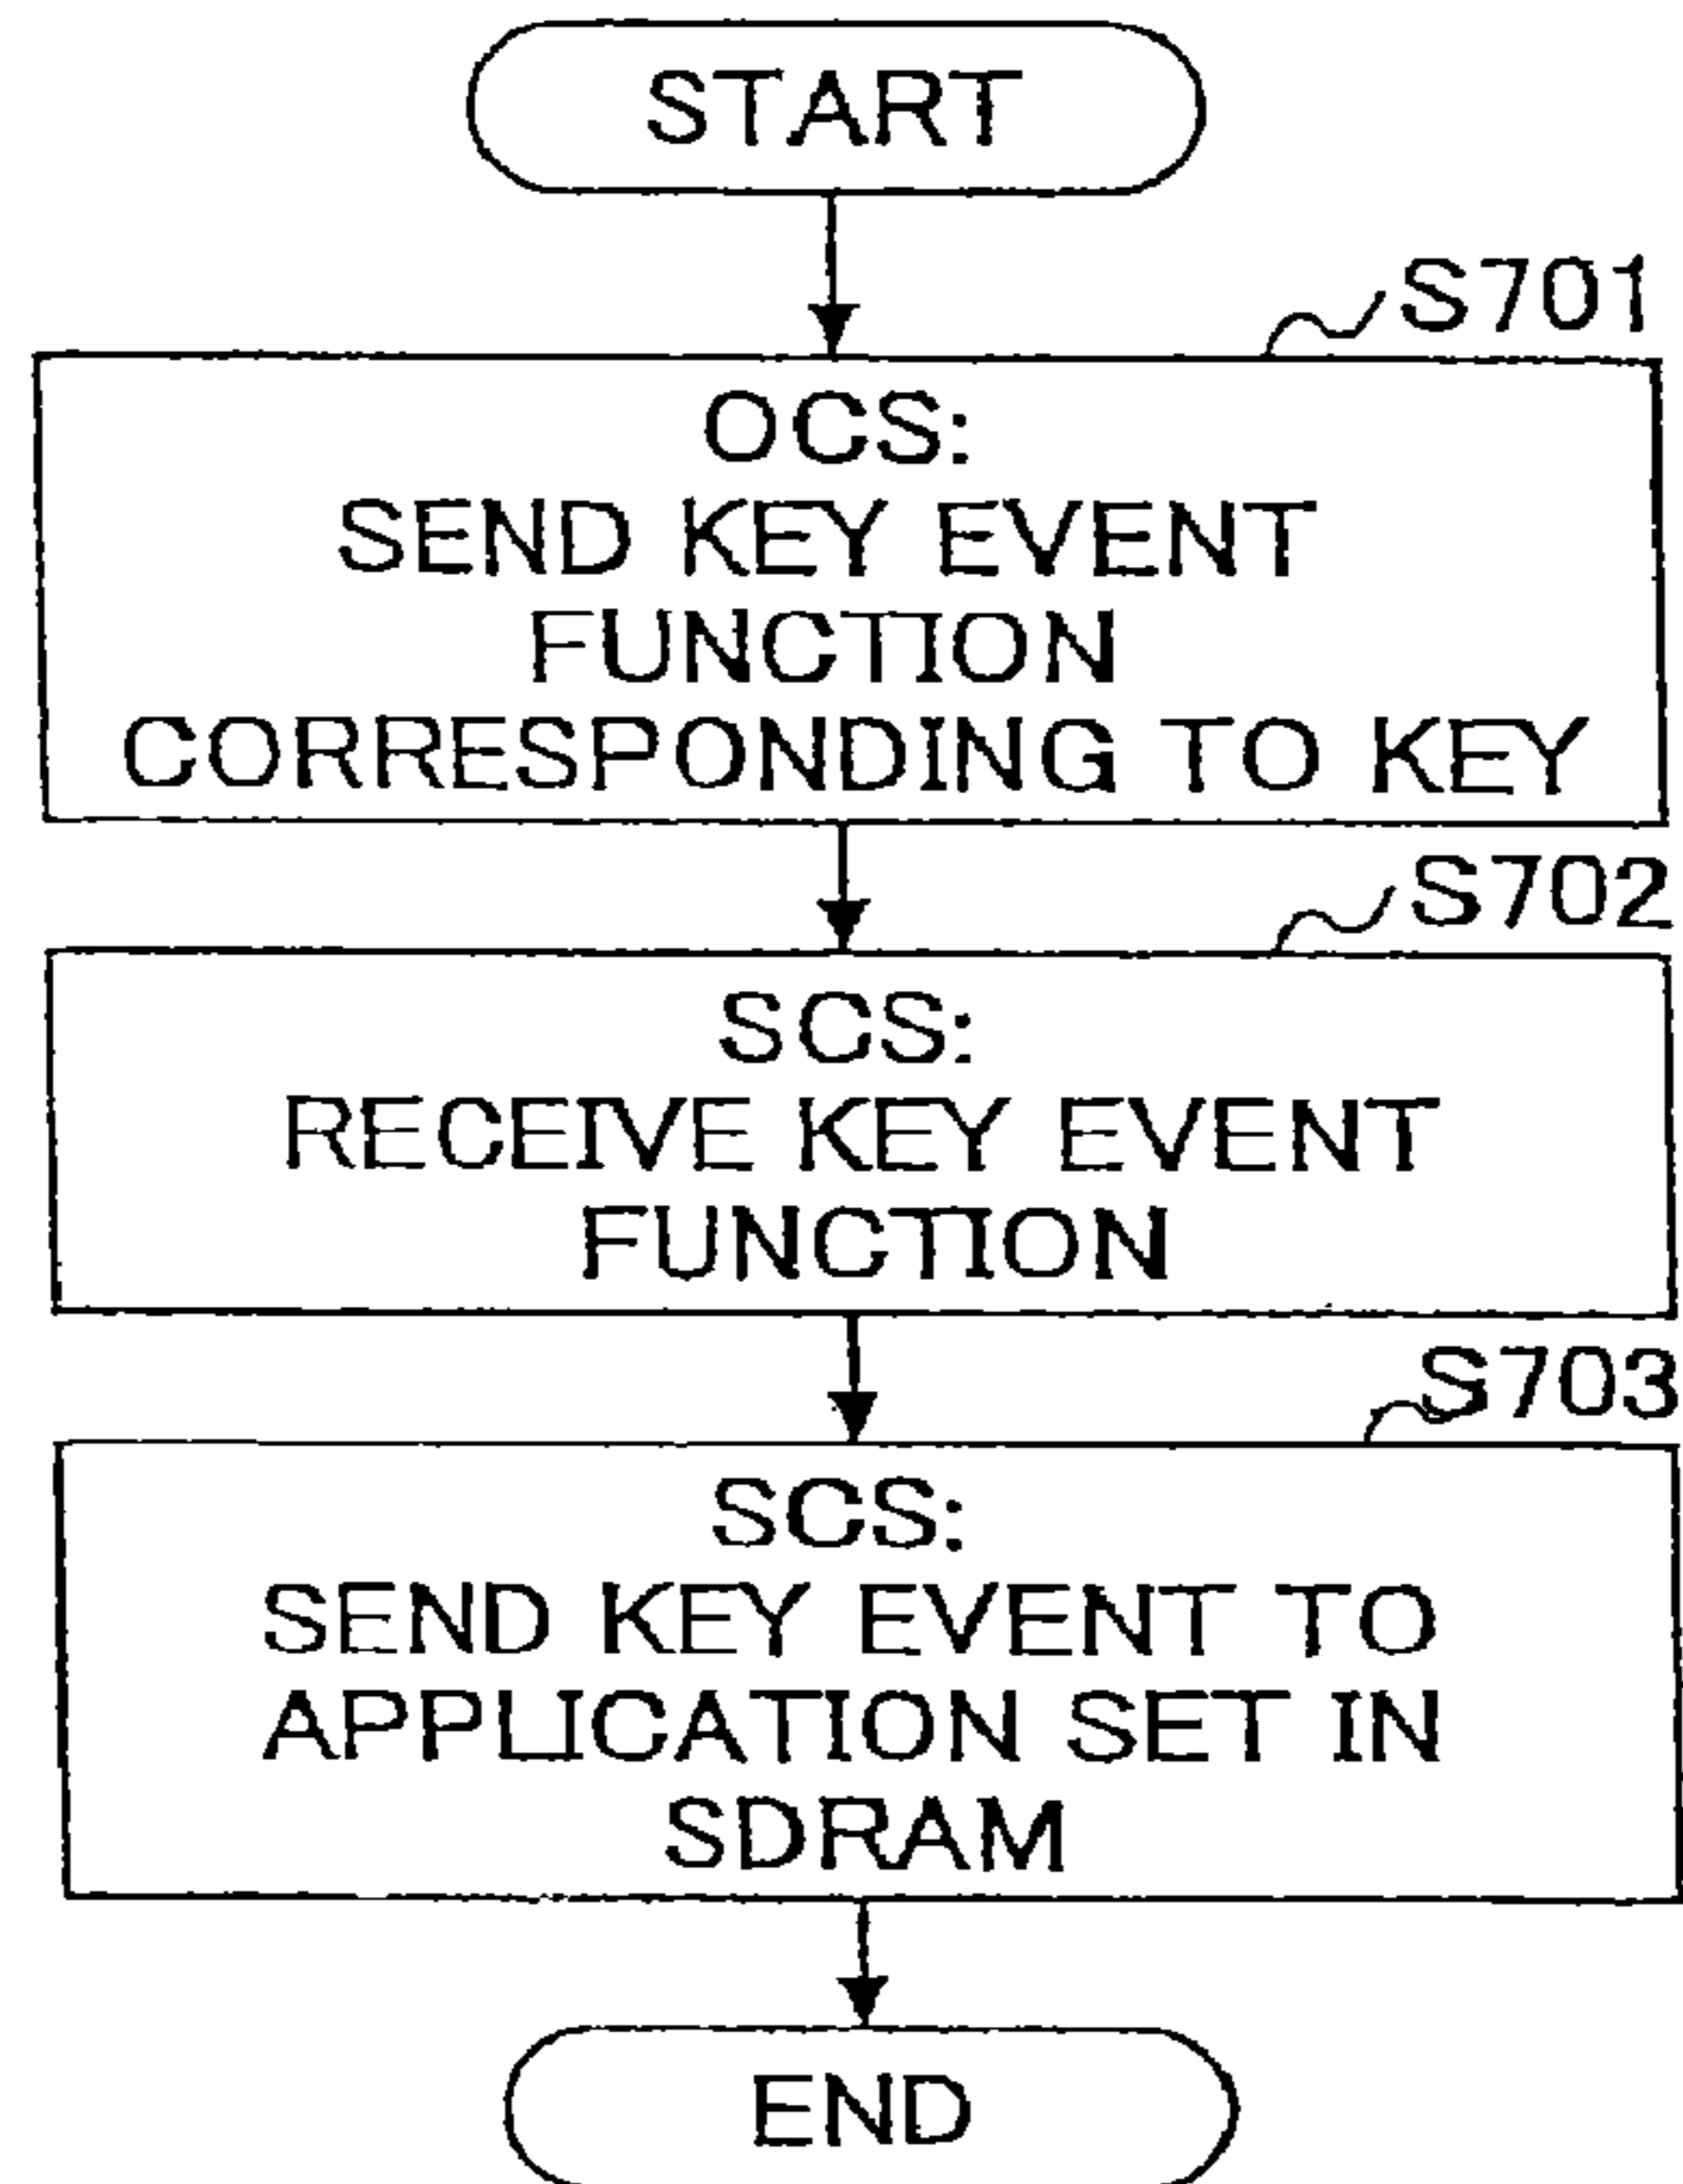 START
S701
OCS:
SEND KEY EVENT
FUNCTION
CORRESPONDING TO KEY
S702
SCS:
RECEIVE KEY EVENT
FUNCTION
S703
SCS:
SEND KEY EVENT TO
APPLICATION SET IN
SDRAM
END